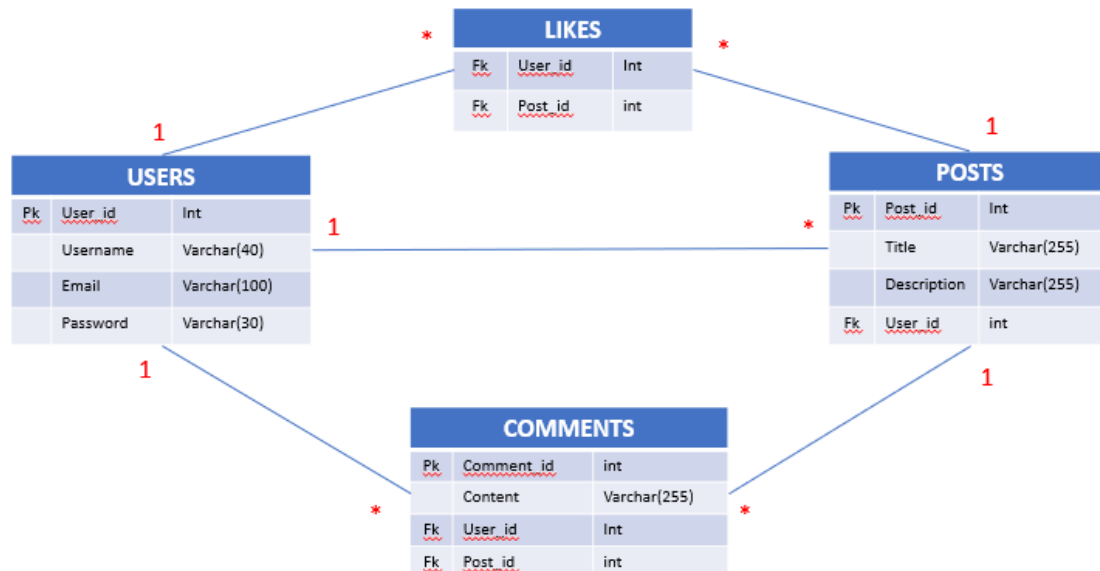 LIKES
* *
Fk User_id Int
Fk Post_id int
1 1
USERS
Pk User_id Int
Username Varchar(40)
Email Varchar(100)
Password Varchar(30)
POSTS
Pk Post_id Int
Title Varchar(255)
Description Varchar(255)
Fk User_id int
1 *
1 1
COMMENTS
Pk Comment_id int
Content Varchar(255)
Fk User_id Int
Fk Post_id int
* *